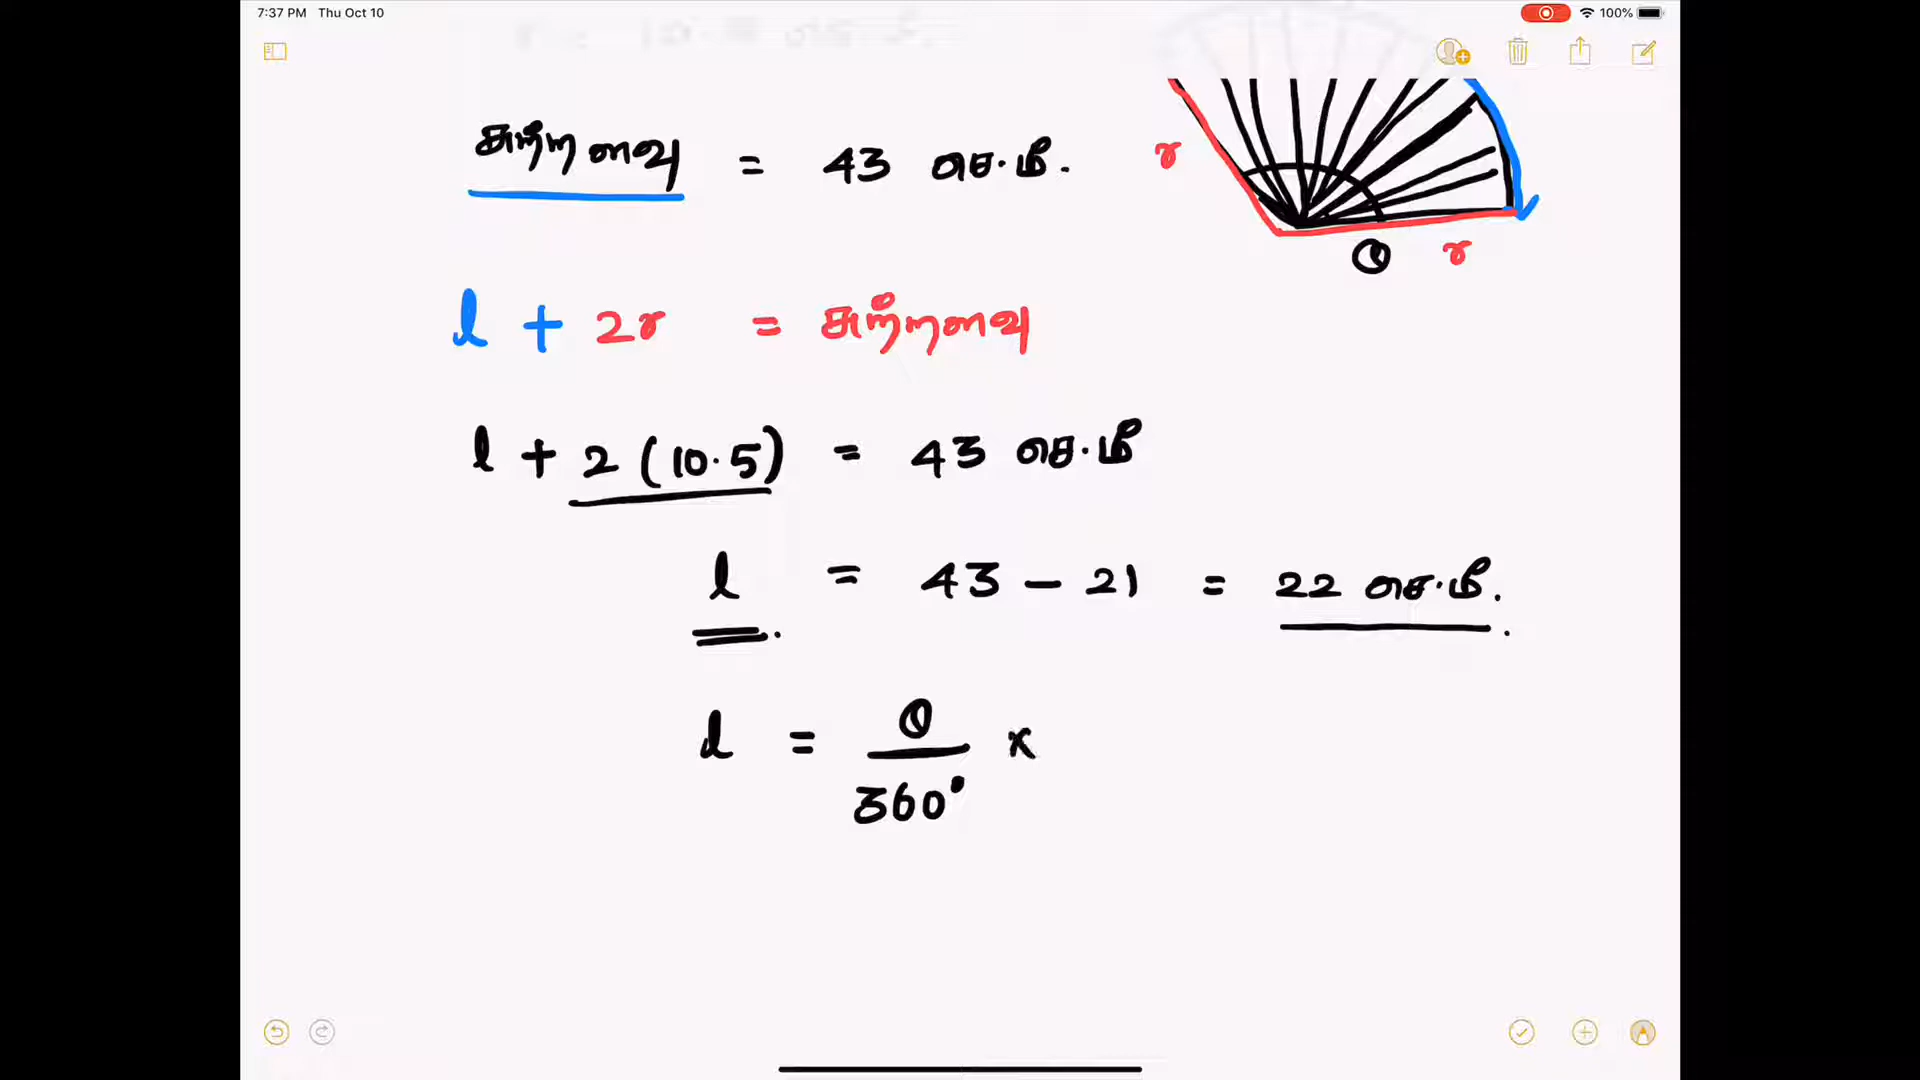 7:37 PM Thu Oct 10
100%
சுற்றளவு = 43 செ.மீ.
r
θ r
l + 2r = சுற்றளவு
l + 2 (10.5) = 43 செ.மீ
l = 43 - 21 = 22 செ.மீ.
l = θ/360° x